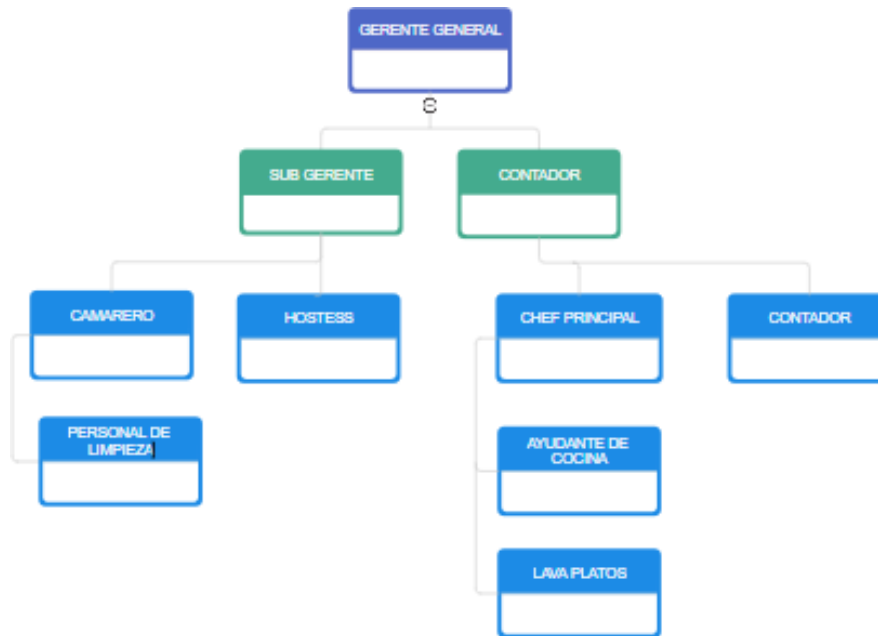 GERENTE GENERAL
SUB GERENTE
CONTADOR
CAMARERO
HOSTESS
CHEF PRINCIPAL
CONTADOR
PERSONAL DE
LIMPIEZA
AYUDANTE DE
COCINA
LAVA PLATOS